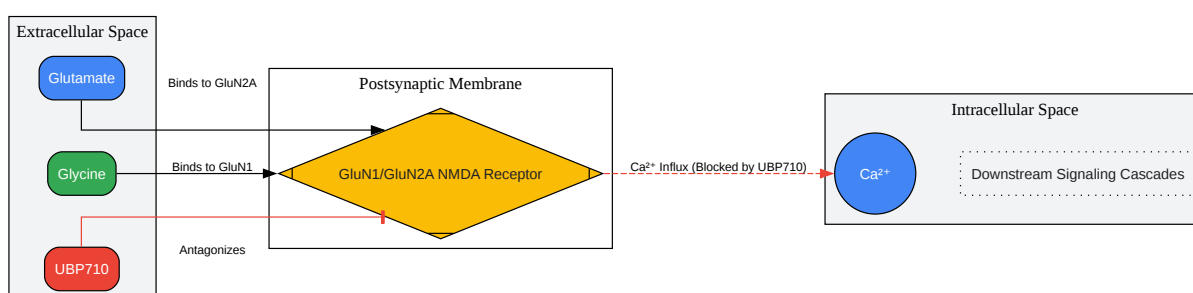 Extracellular Space
Glutamate
Glycine
UBP710
Binds to GluN2A
Binds to GluN1
Antagonizes
Postsynaptic Membrane
GluN1/GluN2A NMDA Receptor
Ca²⁺ Influx (Blocked by UBP710)
Intracellular Space
Ca²⁺
Downstream Signaling Cascades